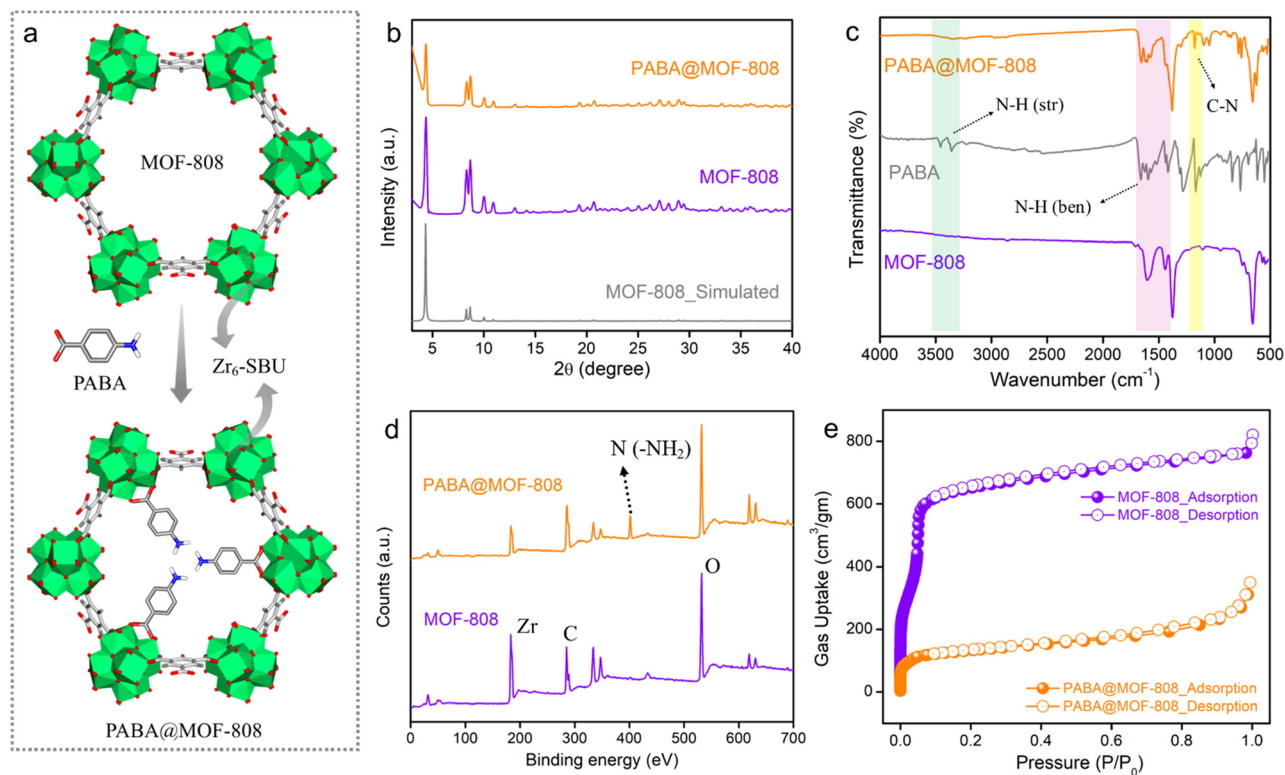 a
MOF-808
PABA
Zr₆-SBU
PABA@MOF-808
b
PABA@MOF-808
MOF-808
MOF-808_Simulated
Intensity (a.u.)
5 10 15 20 25 30 35 40
2θ (degree)
c
PABA@MOF-808
N-H (str)
C-N
PABA
N-H (ben)
MOF-808
Transmittance (%)
4000 3500 3000 2500 2000 1500 1000 500
Wavenumber (cm⁻¹)
d
N (-NH₂)
PABA@MOF-808
O
MOF-808
Zr
C
Counts (a.u.)
0 100 200 300 400 500 600 700
Binding energy (eV)
e
800
600
400
200
0
Gas Uptake (cm³/gm)
MOF-808_Adsorption
MOF-808_Desorption
PABA@MOF-808_Adsorption
PABA@MOF-808_Desorption
0.0 0.2 0.4 0.6 0.8 1.0
Pressure (P/P₀)